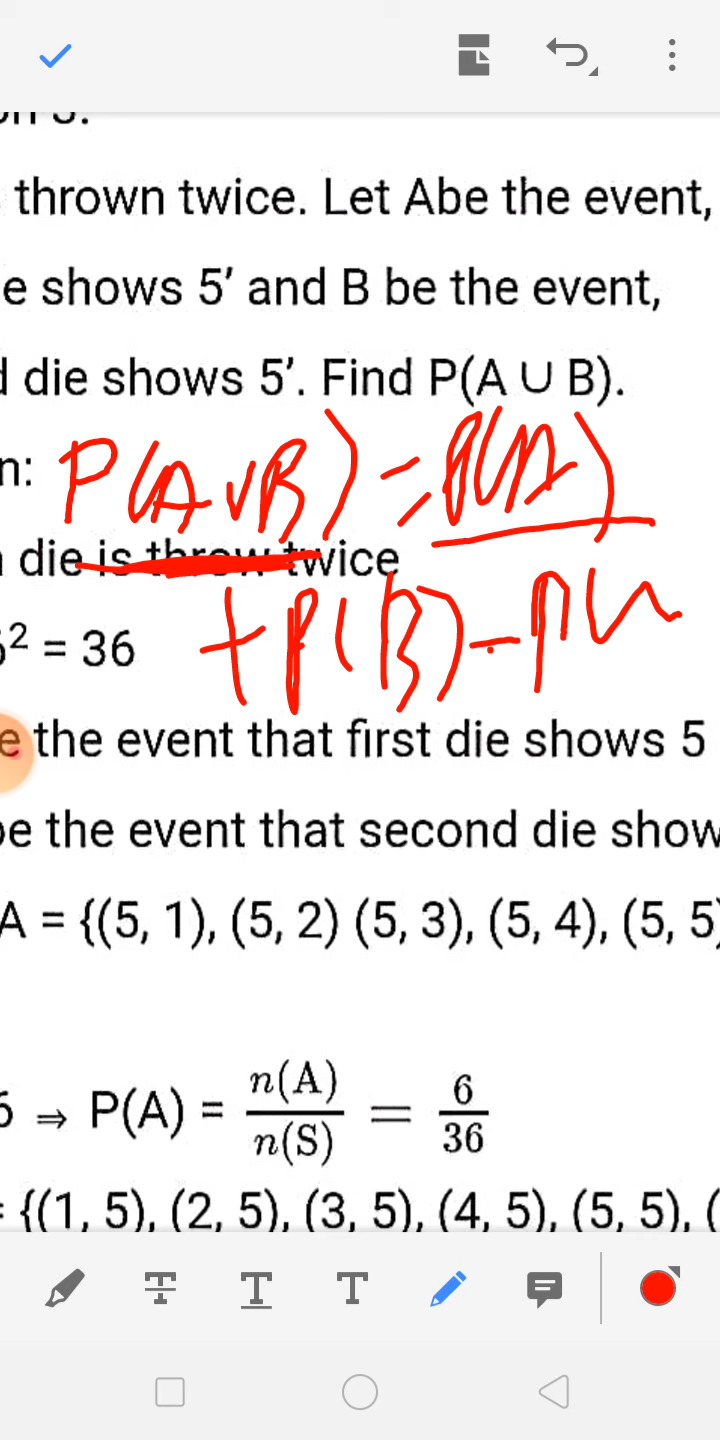 thrown twice. Let Abe the event,
e shows 5′ and B be the event,
die shows 5′. Find P(A ∪ B).
n: P(A ∪ B) = P(A)
die is throw twice
+ P(B) – P(
6² = 36
e the event that first die shows 5
be the event that second die show
A = {(5, 1), (5, 2) (5, 3), (5, 4), (5, 5)
6 ⇒ P(A) = n(A)/n(S) = 6/36
= {(1, 5), (2, 5), (3, 5), (4, 5), (5, 5), (
T T T